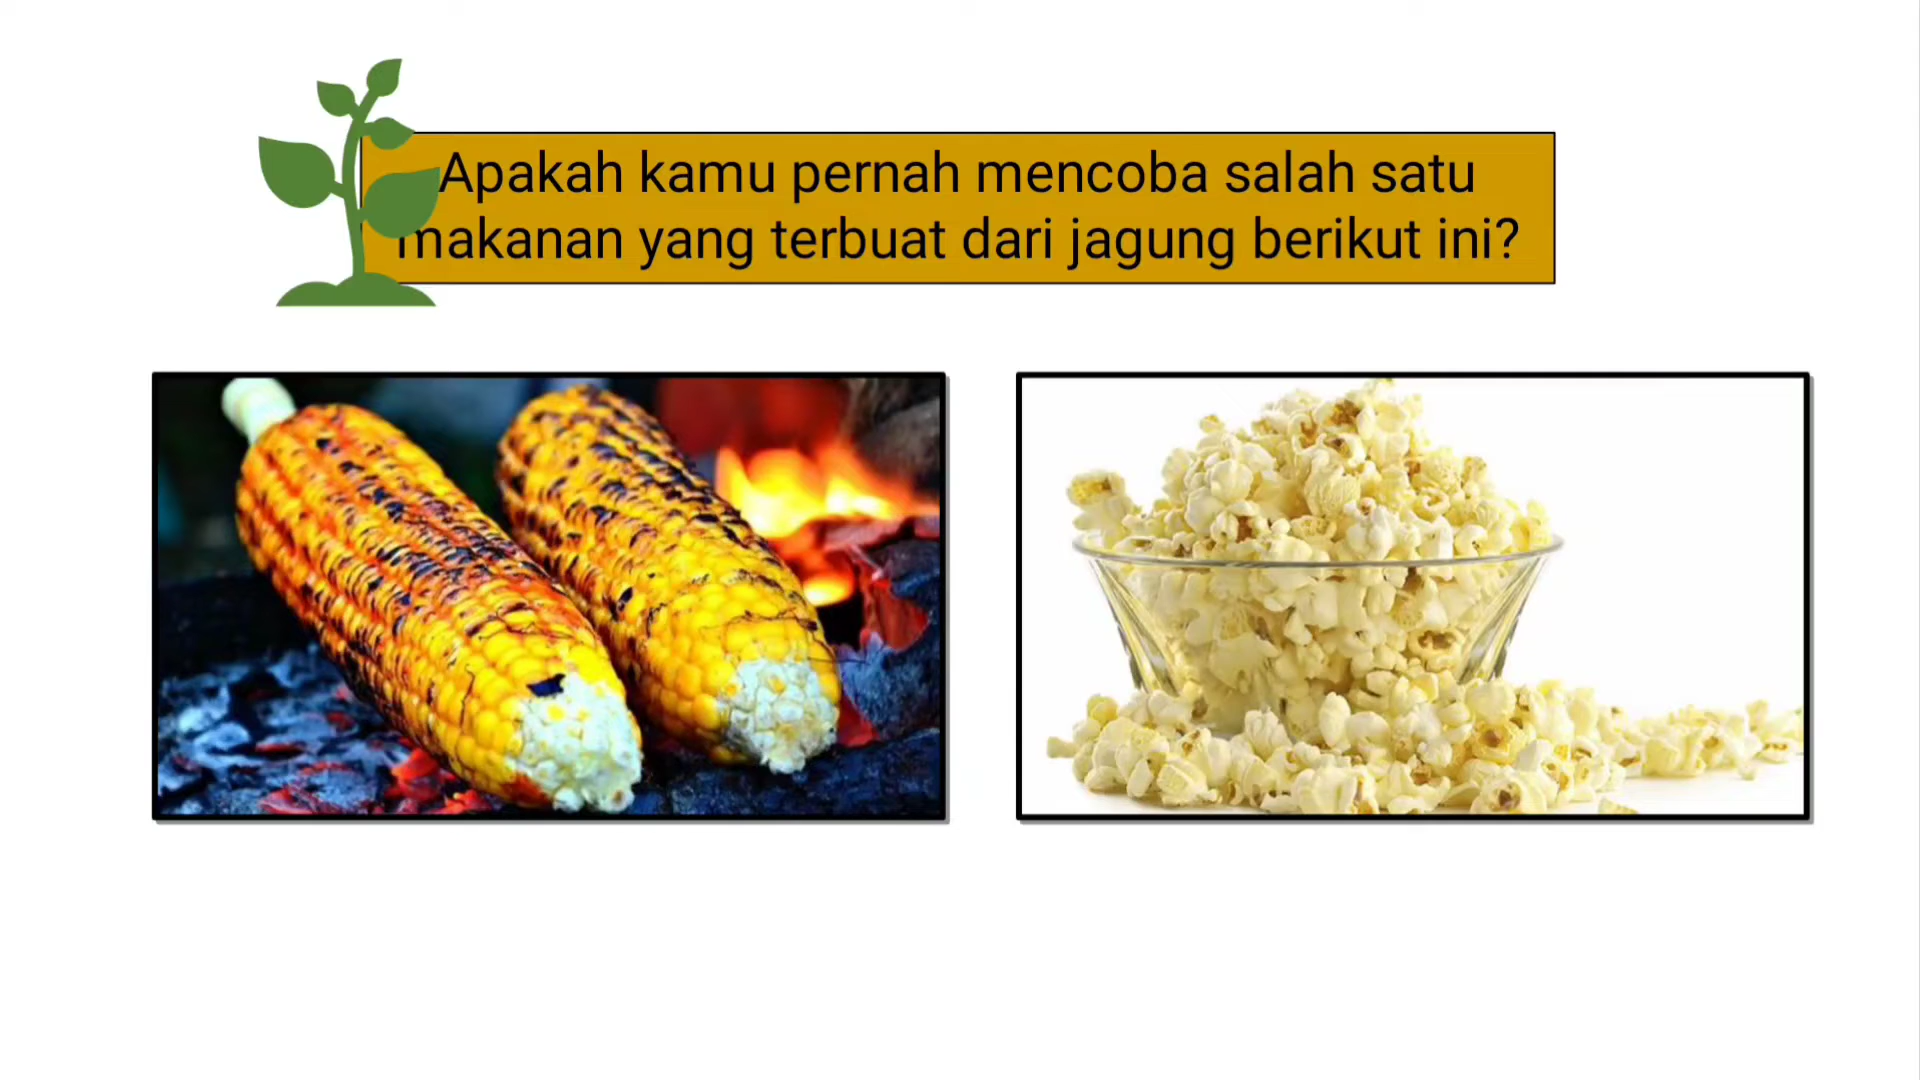 Apakah kamu pernah mencoba salah satu
makanan yang terbuat dari jagung berikut ini?